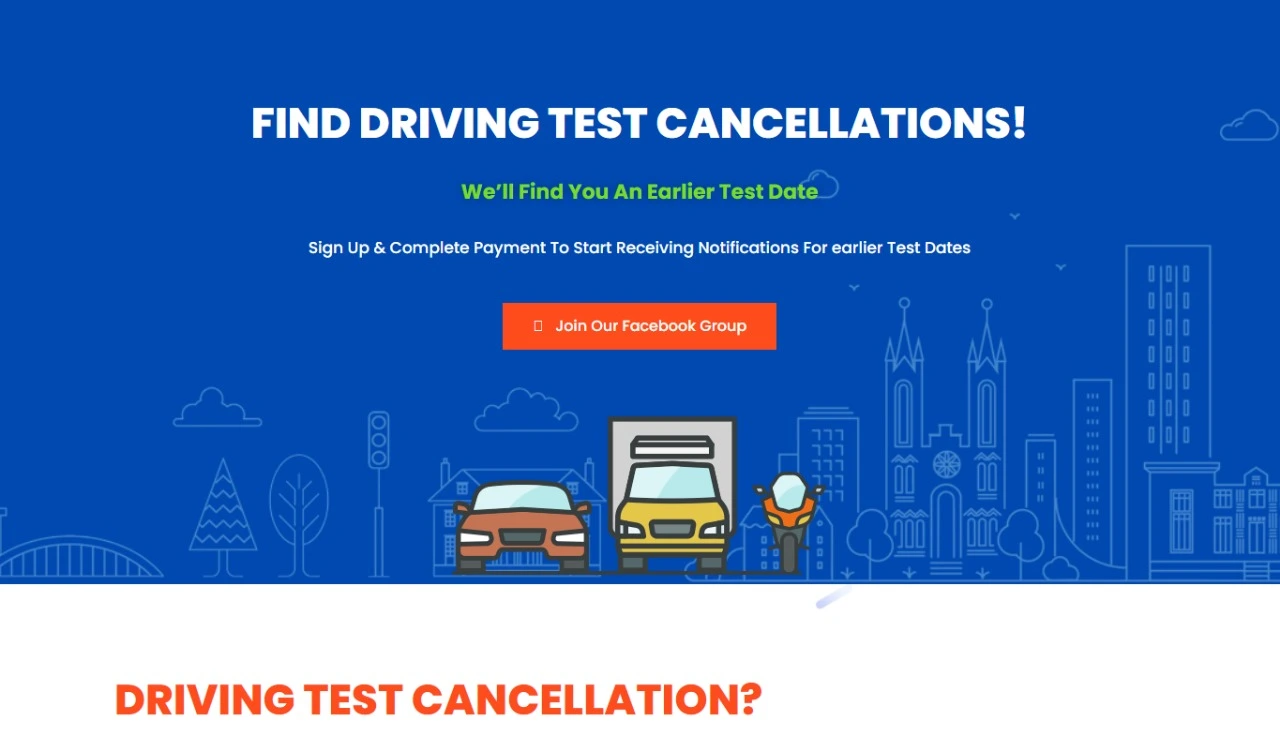 FIND DRIVING TEST CANCELLATIONS!
We'll Find You An Earlier Test Date
Sign Up & Complete Payment To Start Receiving Notifications For earlier Test Dates
Join Our Facebook Group
DRIVING TEST CANCELLATION?